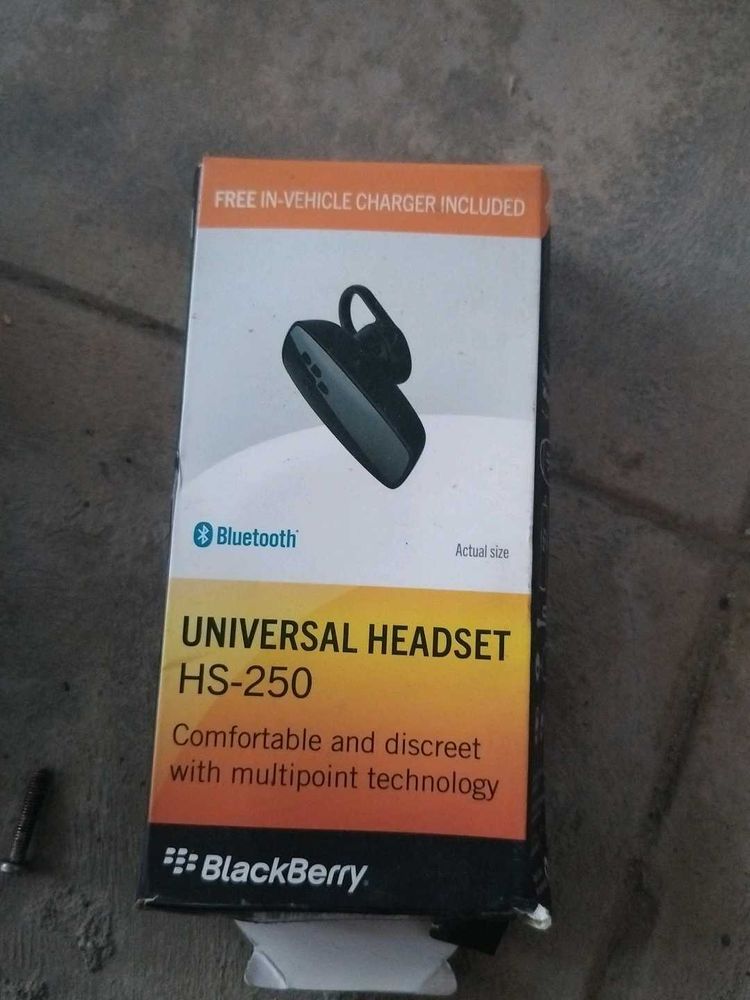 FREE IN-VEHICLE CHARGER INCLUDED
Bluetooth®
Actual size
UNIVERSAL HEADSET
HS-250
Comfortable and discreet
with multipoint technology
BlackBerry®